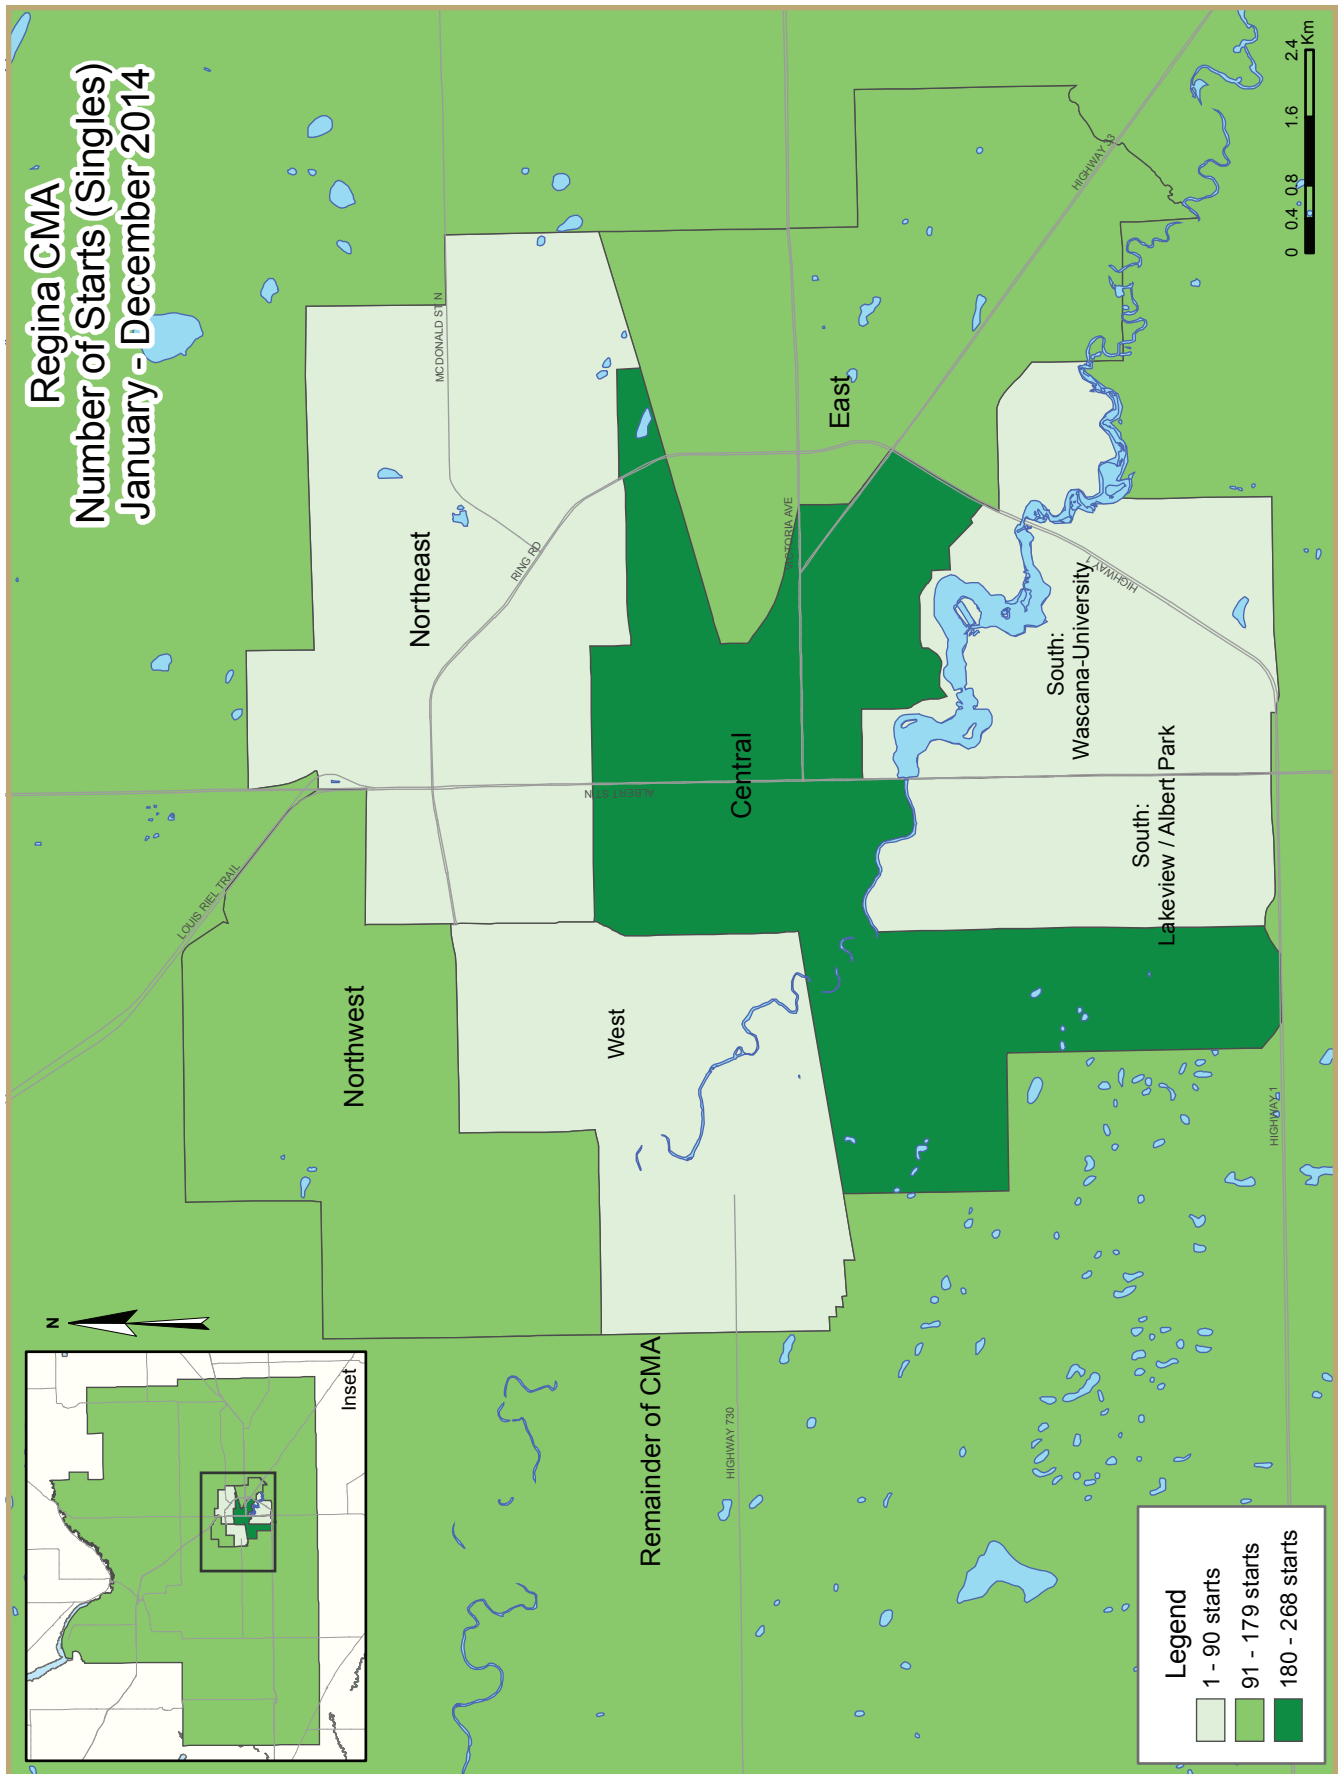 Regina CMA
Number of Starts (Singles)
January - December 2014
Inset
N
LOUIS RIEL TRAIL
MCDONALD ST N
Northwest
Northeast
RING RD
West
ALBERT ST N
Central
VICTORIA AVE
East
HIGHWAY 33
Remainder of CMA
HIGHWAY 730
South:
Wascana-University
HIGHWAY 1
South:
Lakeview / Albert Park
HIGHWAY 1
Legend
1 - 90 starts
91 - 179 starts
180 - 268 starts
0 0.4 0.8 1.6 2.4
Km